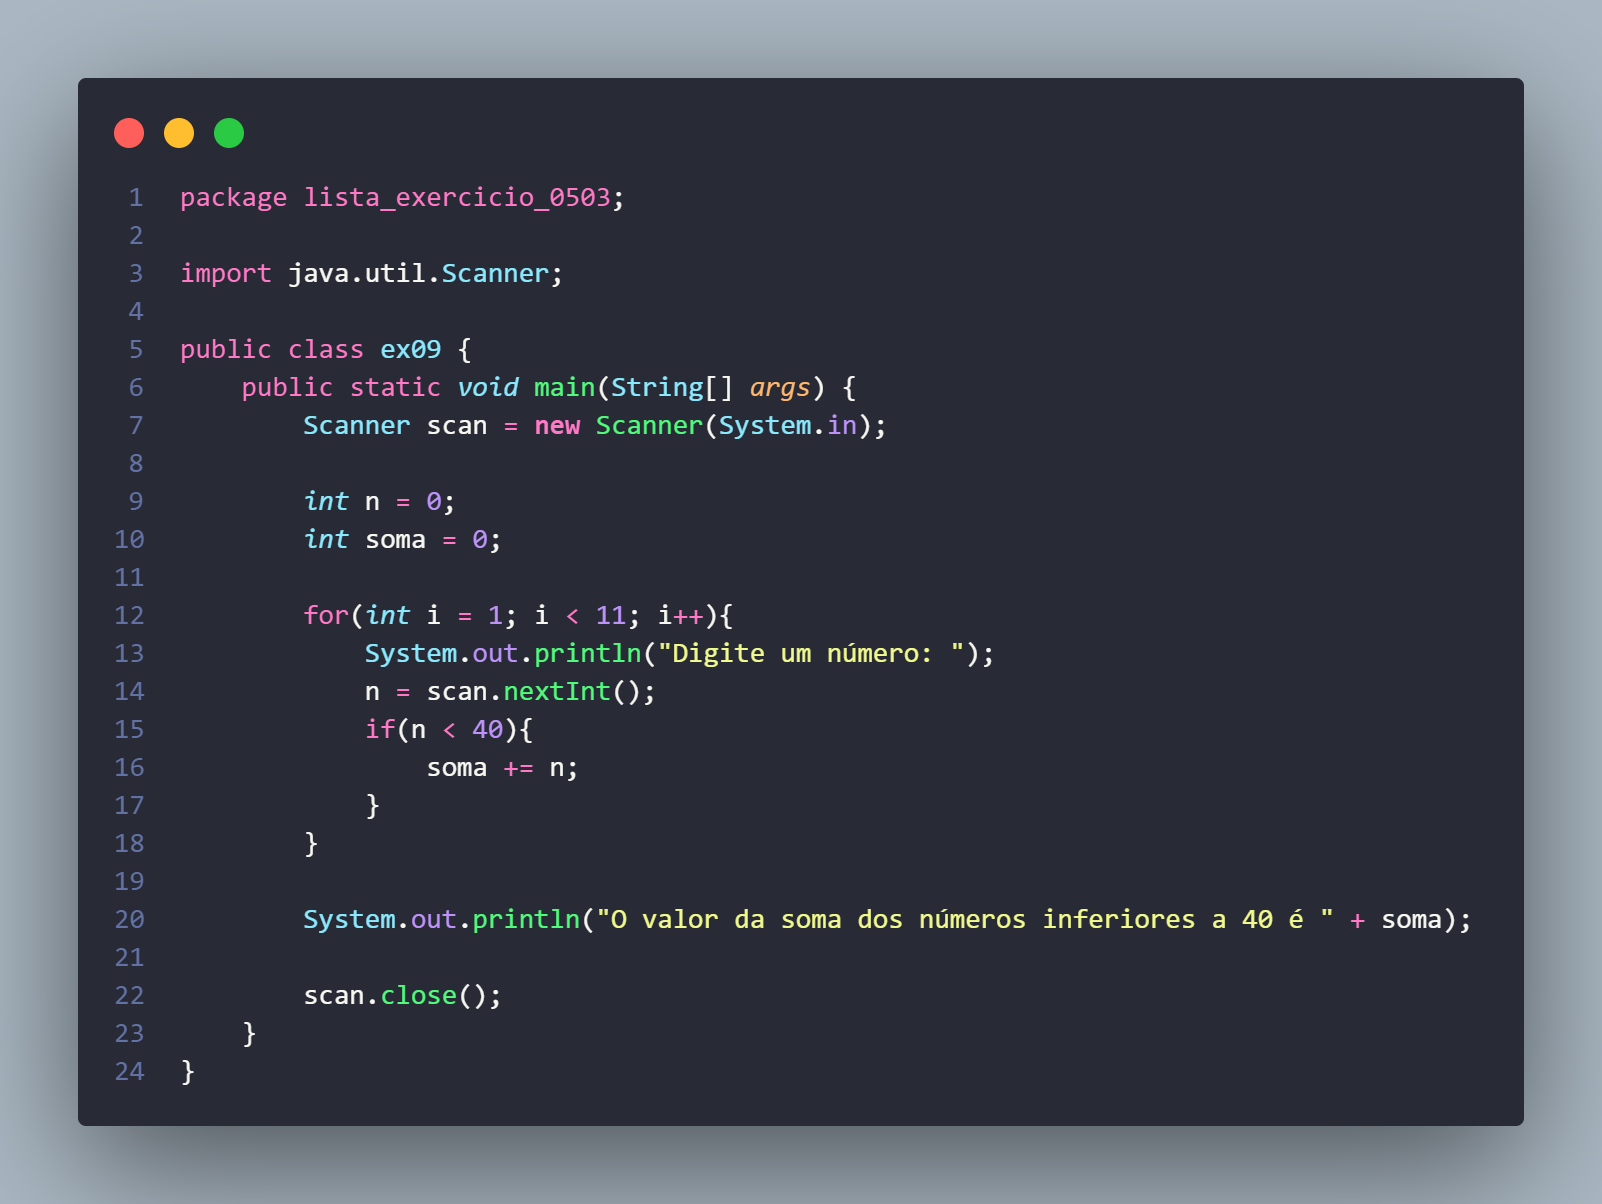 1 package lista_exercicio_0503;
2
3 import java.util.Scanner;
4
5 public class ex09 {
6     public static void main(String[] args) {
7         Scanner scan = new Scanner(System.in);
8
9         int n = 0;
10         int soma = 0;
11
12         for(int i = 1; i < 11; i++){
13             System.out.println("Digite um número: ");
14             n = scan.nextInt();
15             if(n < 40){
16                 soma += n;
17             }
18         }
19
20         System.out.println("O valor da soma dos números inferiores a 40 é " + soma);
21
22         scan.close();
23     }
24 }